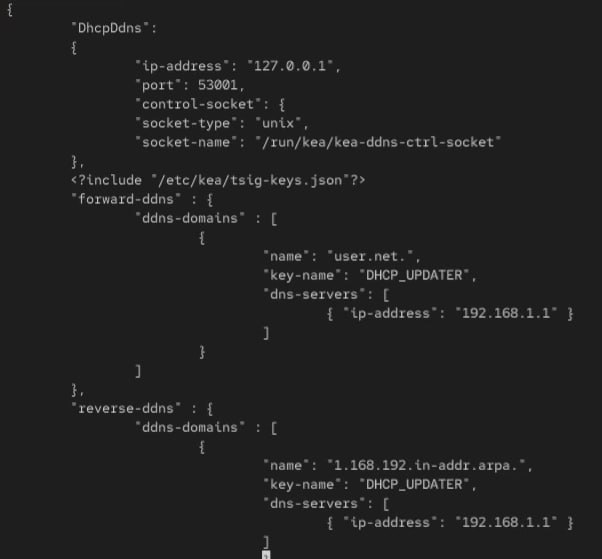 {
"DhcpDdns":
{
"ip-address": "127.0.0.1",
"port": 53001,
"control-socket": {
"socket-type": "unix",
"socket-name": "/run/kea/kea-ddns-ctrl-socket"
},
<?include "/etc/kea/tsig-keys.json"?>
"forward-ddns" : {
"ddns-domains" : [
{
"name": "user.net.",
"key-name": "DHCP_UPDATER",
"dns-servers": [
{ "ip-address": "192.168.1.1" }
]
}
]
},
"reverse-ddns" : {
"ddns-domains" : [
{
"name": "1.168.192.in-addr.arpa.",
"key-name": "DHCP_UPDATER",
"dns-servers": [
{ "ip-address": "192.168.1.1" }
]
}